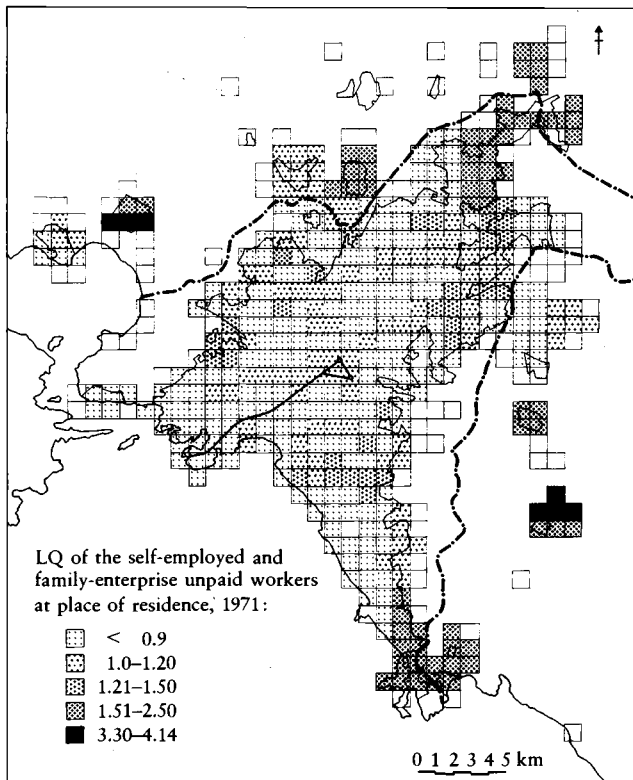 LQ of the self-employed and
family-enterprise unpaid workers
at place of residence, 1971:
< 0.9
1.0–1.20
1.21–1.50
1.51–2.50
3.30–4.14
0 1 2 3 4 5 km